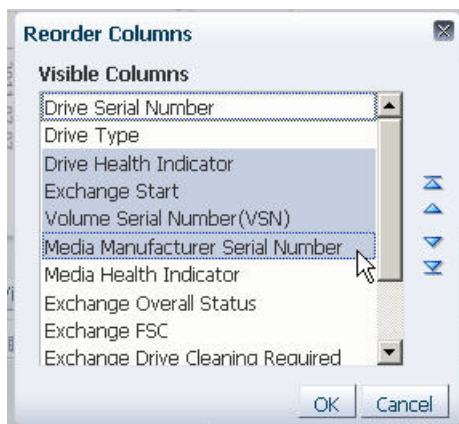 Reorder Columns
Visible Columns
Drive Serial Number
Drive Type
Drive Health Indicator
Exchange Start
Volume Serial Number(VSN)
Media Manufacturer Serial Number
Media Health Indicator
Exchange Overall Status
Exchange FSC
Exchange Drive Cleaning Required
OK
Cancel